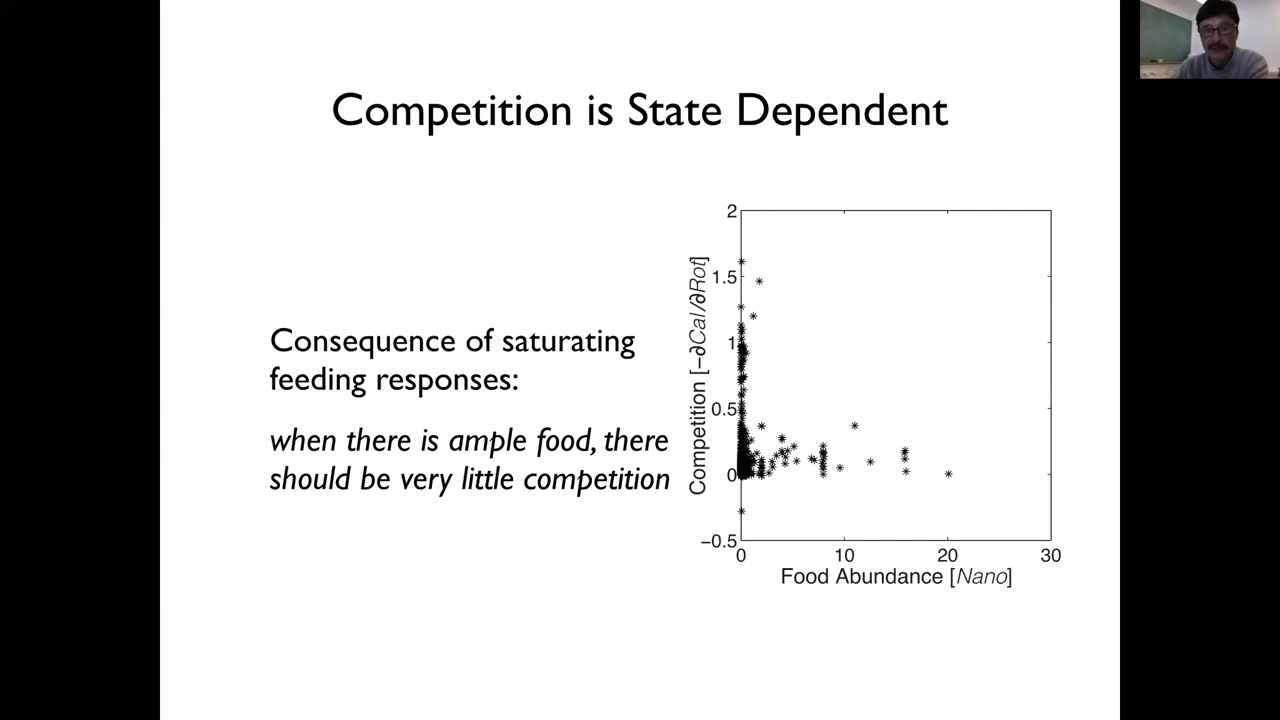 Competition is State Dependent
Consequence of saturating
feeding responses:
when there is ample food, there
should be very little competition
Competition [−∂Cal/∂Rot]
2
1.5
1
0.5
0
−0.5
0 10 20 30
Food Abundance [Nano]